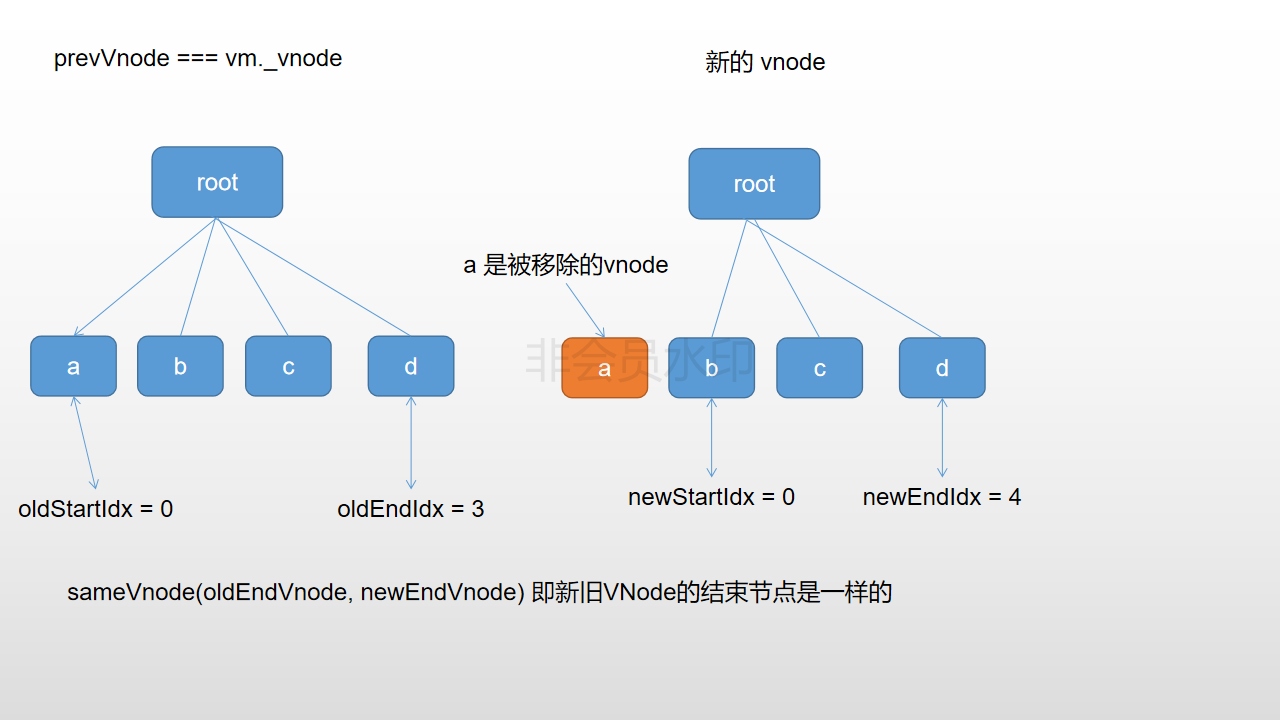 prevVnode === vm._vnode
新的 vnode
root
root
a 是被移除的vnode
a
b
c
d
a
b
c
d
非会员水印
oldStartIdx = 0
oldEndIdx = 3
newStartIdx = 0
newEndIdx = 4
sameVnode(oldEndVnode, newEndVnode) 即新旧VNode的结束节点是一样的